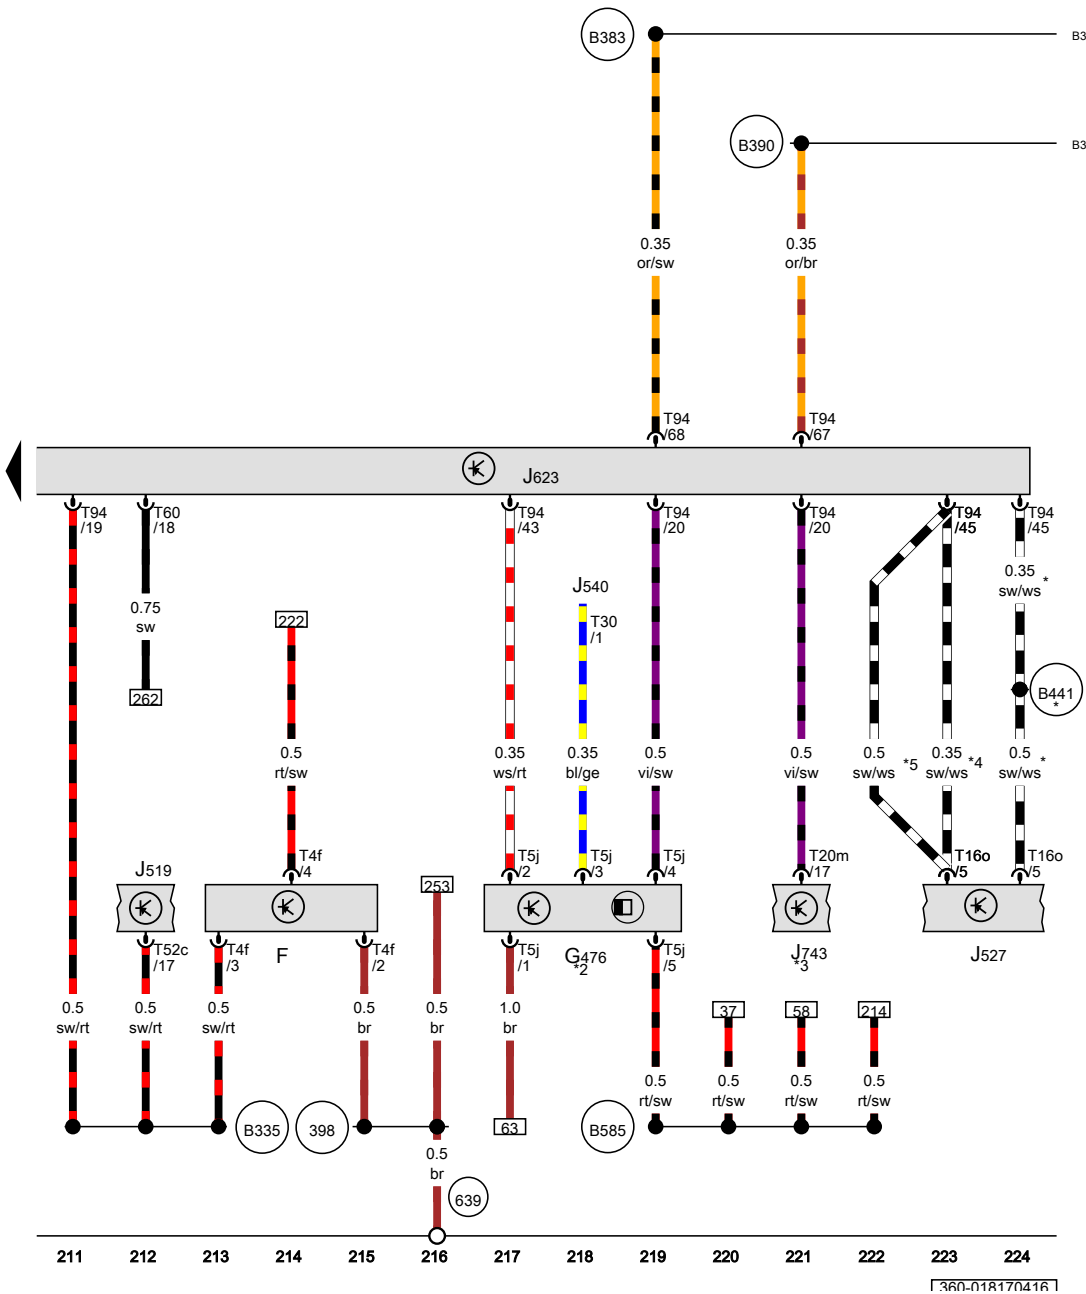 B383
B3
B390
B3
0.35
or/sw
0.35
or/br
T94
/68
T94
/67
J623
T94
/19
T60
/18
T94
/43
T94
/20
T94
/20
T94
/45
T94
/45
0.35
sw/ws*
J540
T30
/1
0.75
sw
222
262
B441
*
0.5
rt/sw
0.35
ws/rt
0.35
bl/ge
0.5
vi/sw
0.5
vi/sw
0.5
sw/ws *5
0.35
sw/ws *4
0.5
sw/ws*
J519
T4f
/4
253
T5j
/2
T5j
/3
T5j
/4
T20m
/17
T16o
/5
T16o
/5
T52c
/17
T4f
/3
F
T4f
/2
T5j
/1
G476
*2
T5j
/5
J743
*3
J527
0.5
sw/rt
0.5
sw/rt
0.5
sw/rt
0.5
br
0.5
br
1.0
br
37
58
214
0.5
rt/sw
0.5
rt/sw
0.5
rt/sw
0.5
rt/sw
B335
398
63
B585
0.5
br
639
211 212 213 214 215 216 217 218 219 220 221 222 223 224
360-018170416